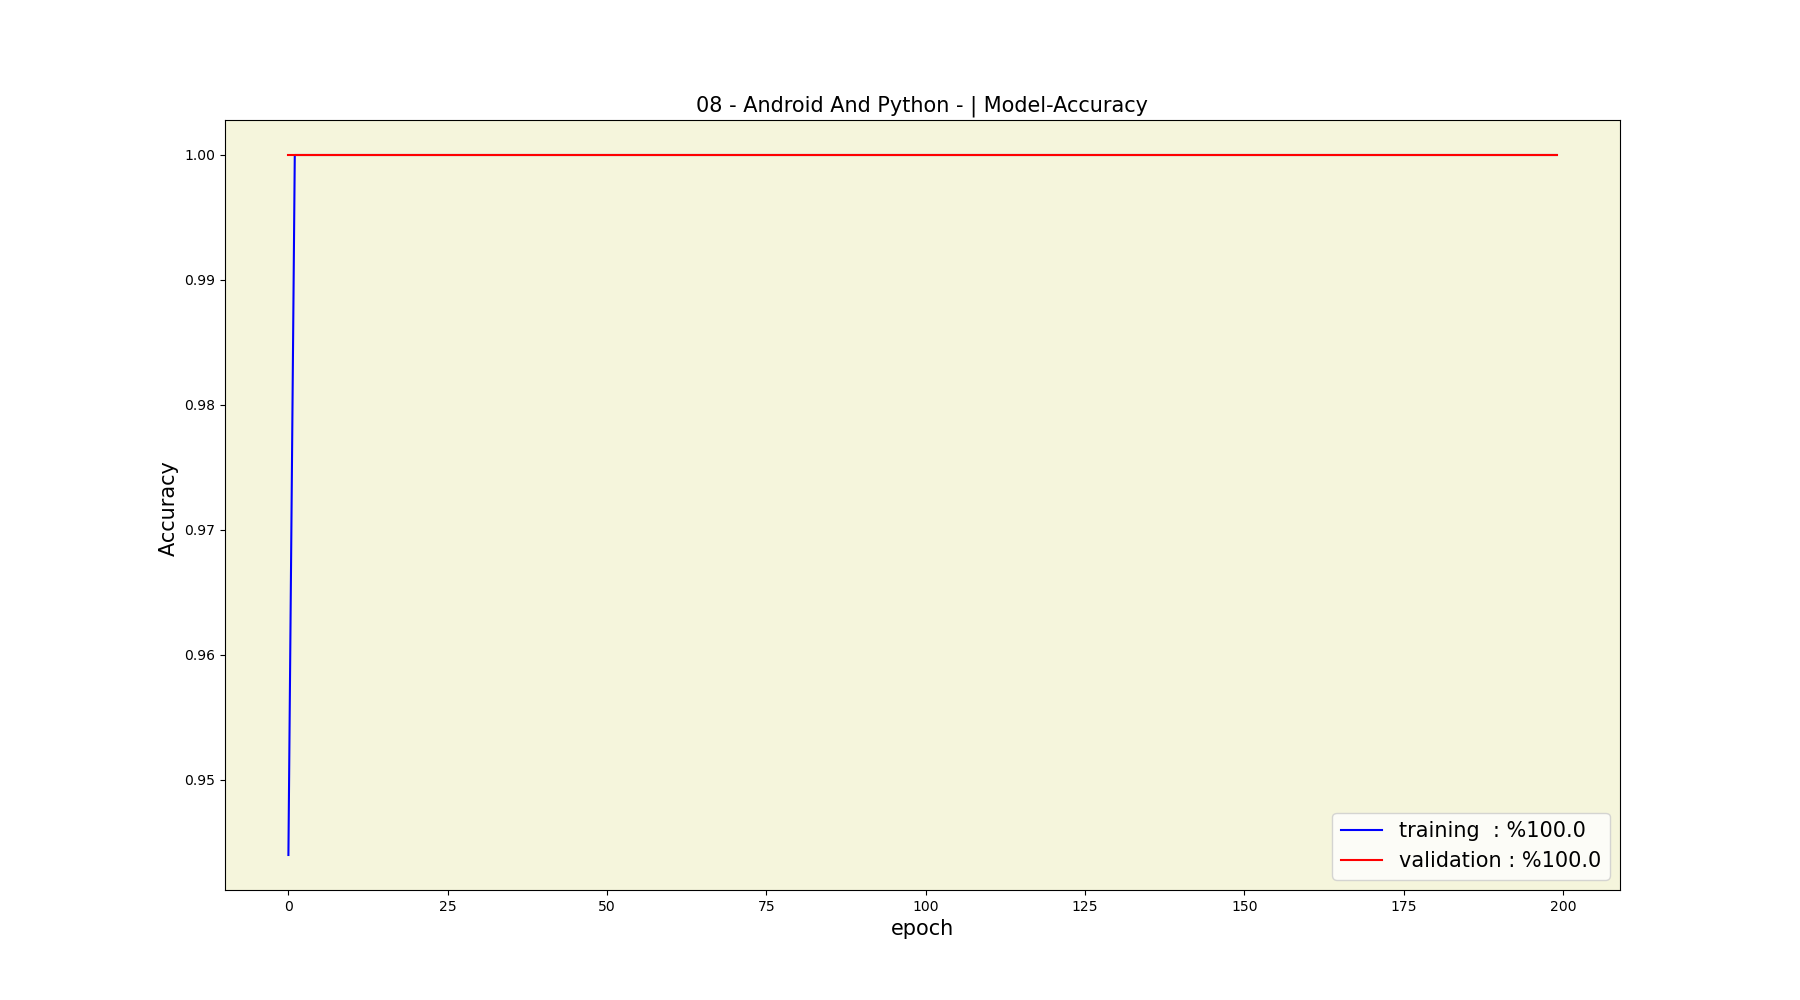 08 - Android And Python - | Model-Accuracy
1.00
0.99
0.98
0.97
0.96
0.95
Accuracy
training  : %100.0
validation : %100.0
0 25 50 75 100 125 150 175 200
epoch